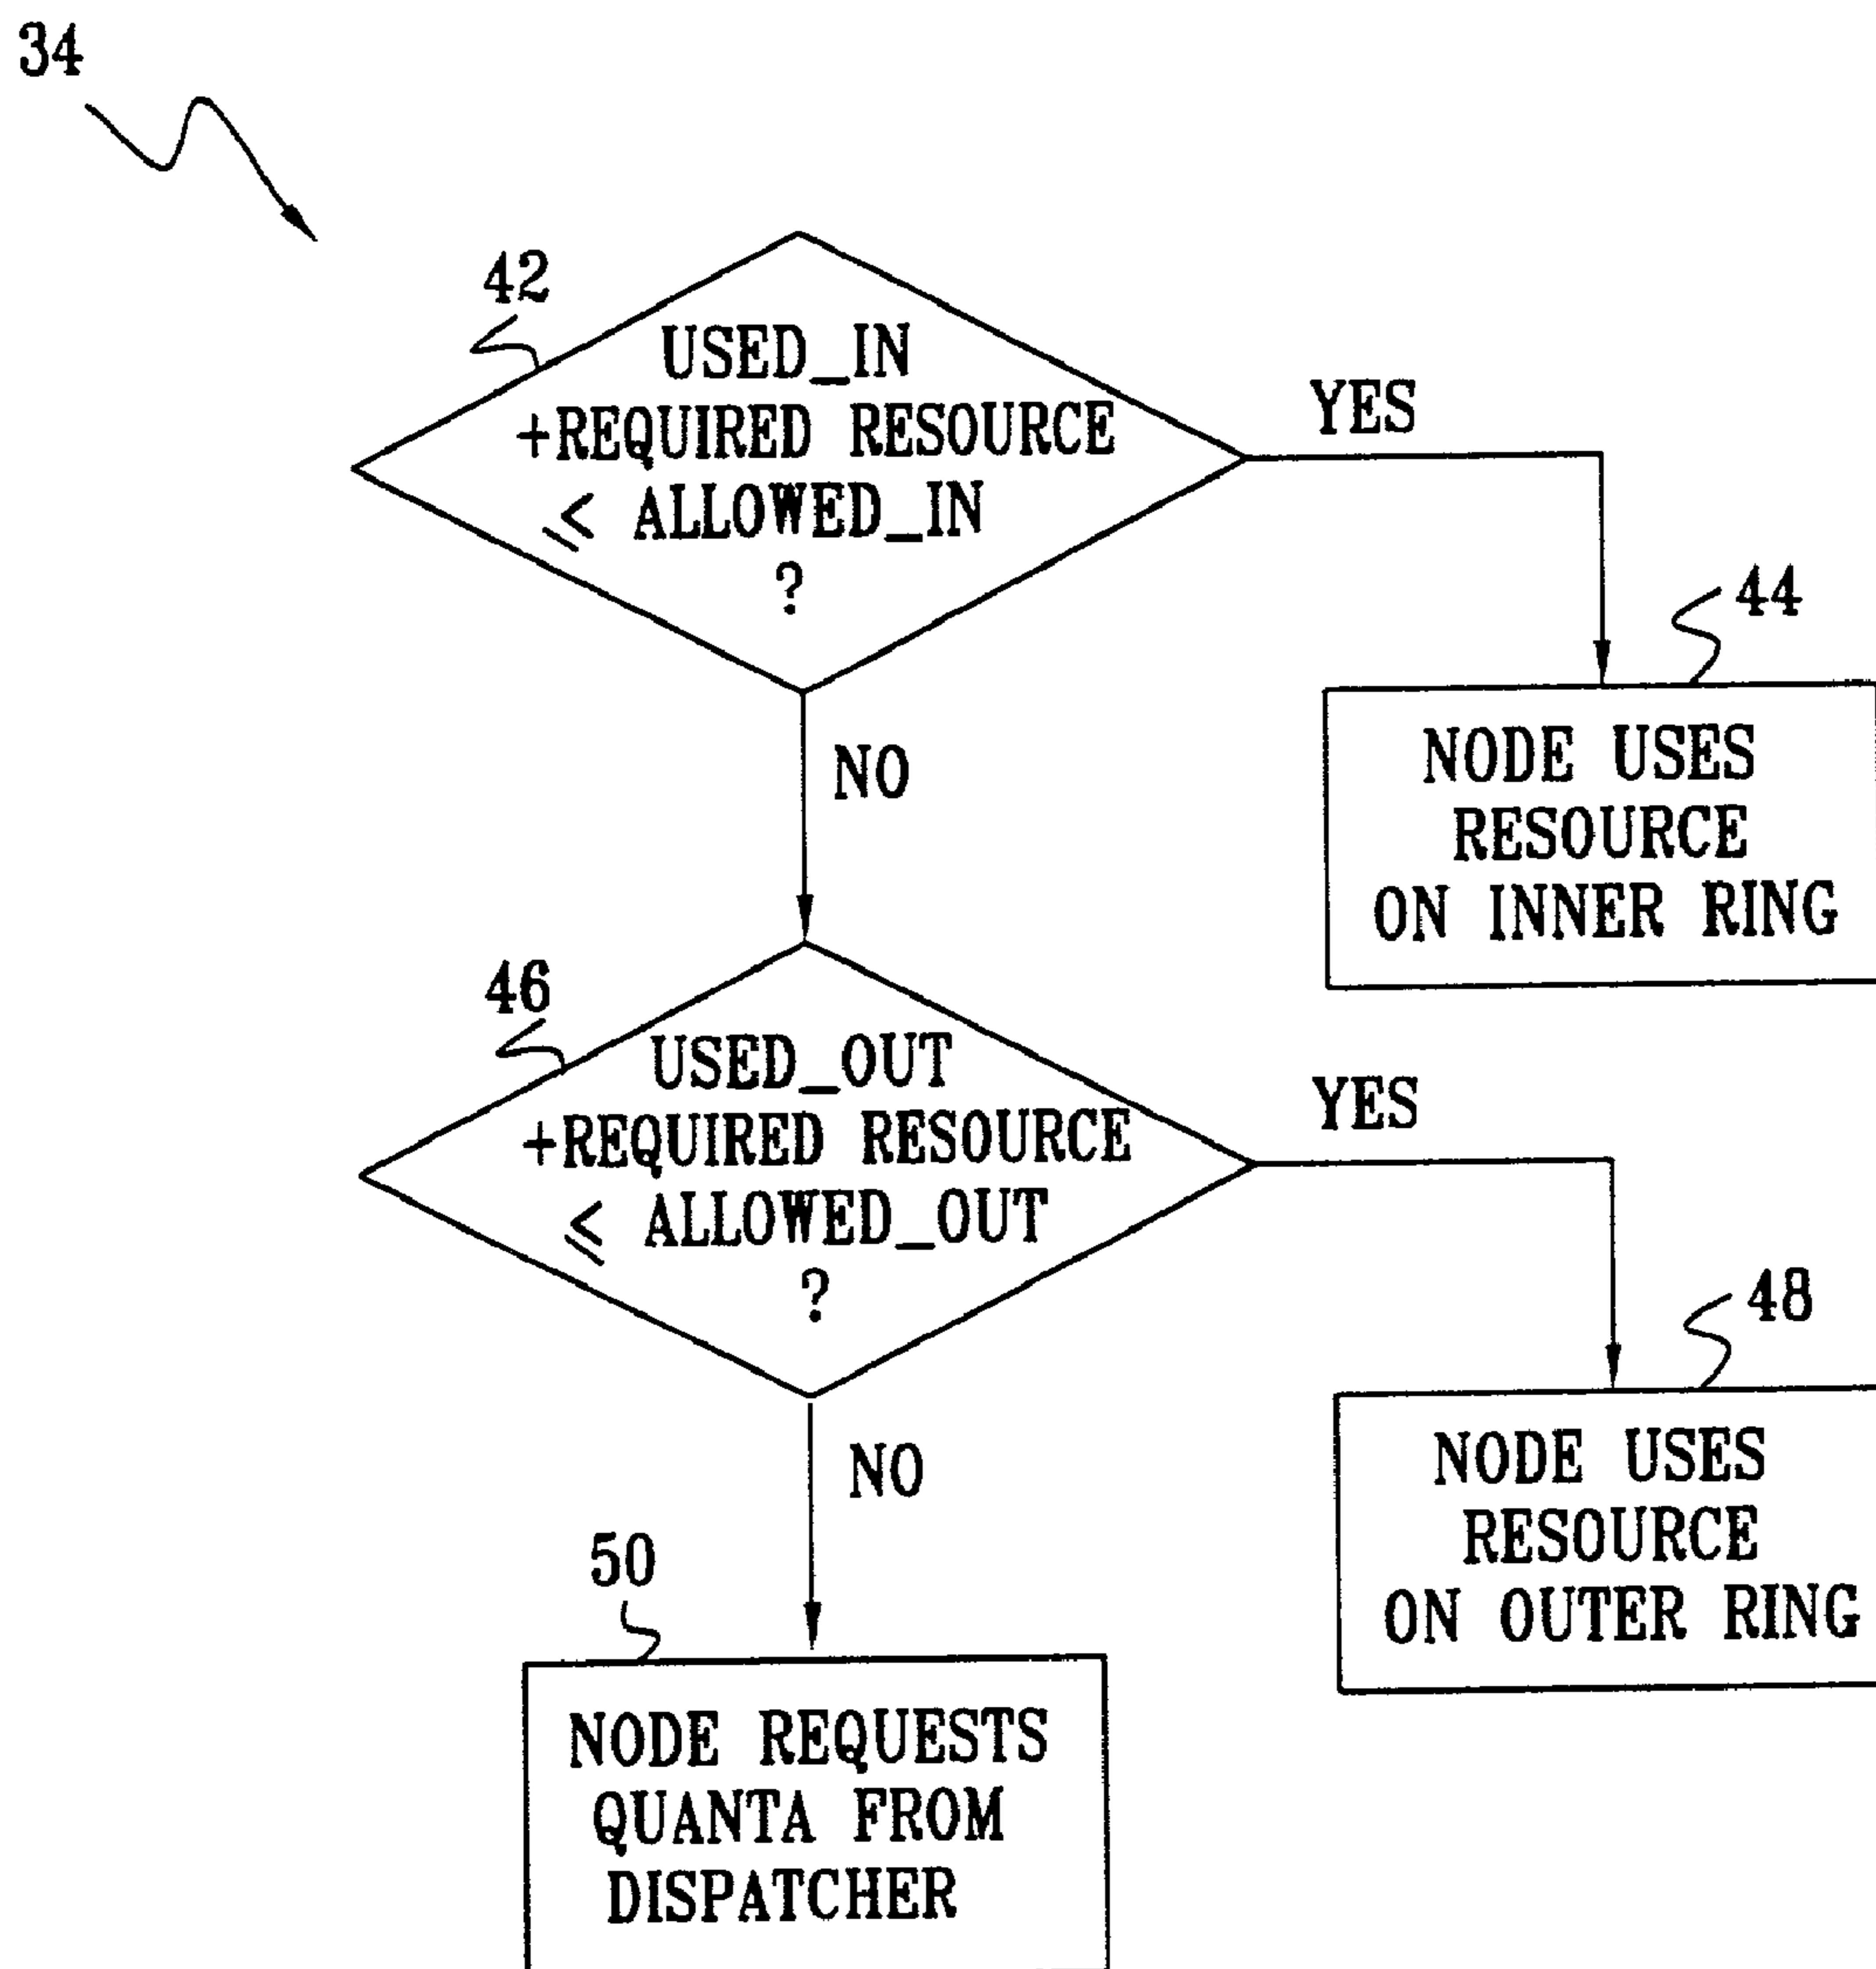 34
42
USED_IN
+REQUIRED RESOURCE
≤ ALLOWED_IN
?
YES
44
NODE USES
RESOURCE
ON INNER RING
NO
46
USED_OUT
+REQUIRED RESOURCE
≤ ALLOWED_OUT
?
YES
48
NODE USES
RESOURCE
ON OUTER RING
NO
50
NODE REQUESTS
QUANTA FROM
DISPATCHER